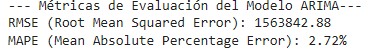 --- Métricas de Evaluación del Modelo ARIMA---
RMSE (Root Mean Squared Error): 1563842.88
MAPE (Mean Absolute Percentage Error): 2.72%